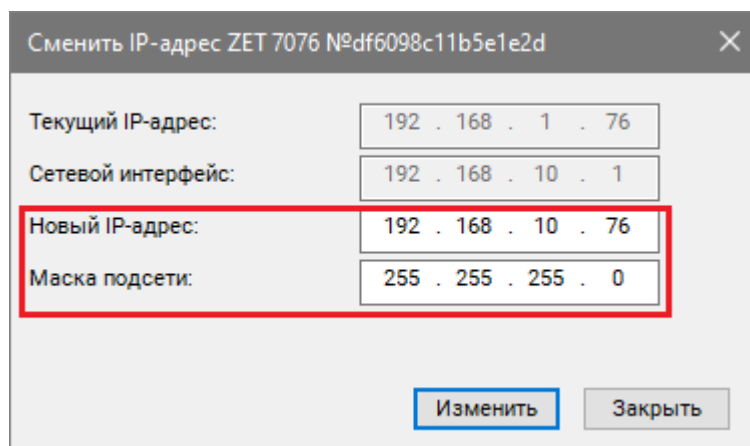 Сменить IP-адрес ZET 7076 №df6098c11b5e1e2d
Текущий IP-адрес: 192 . 168 . 1 . 76
Сетевой интерфейс: 192 . 168 . 10 . 1
Новый IP-адрес: 192 . 168 . 10 . 76
Маска подсети: 255 . 255 . 255 . 0
Изменить Закрыть